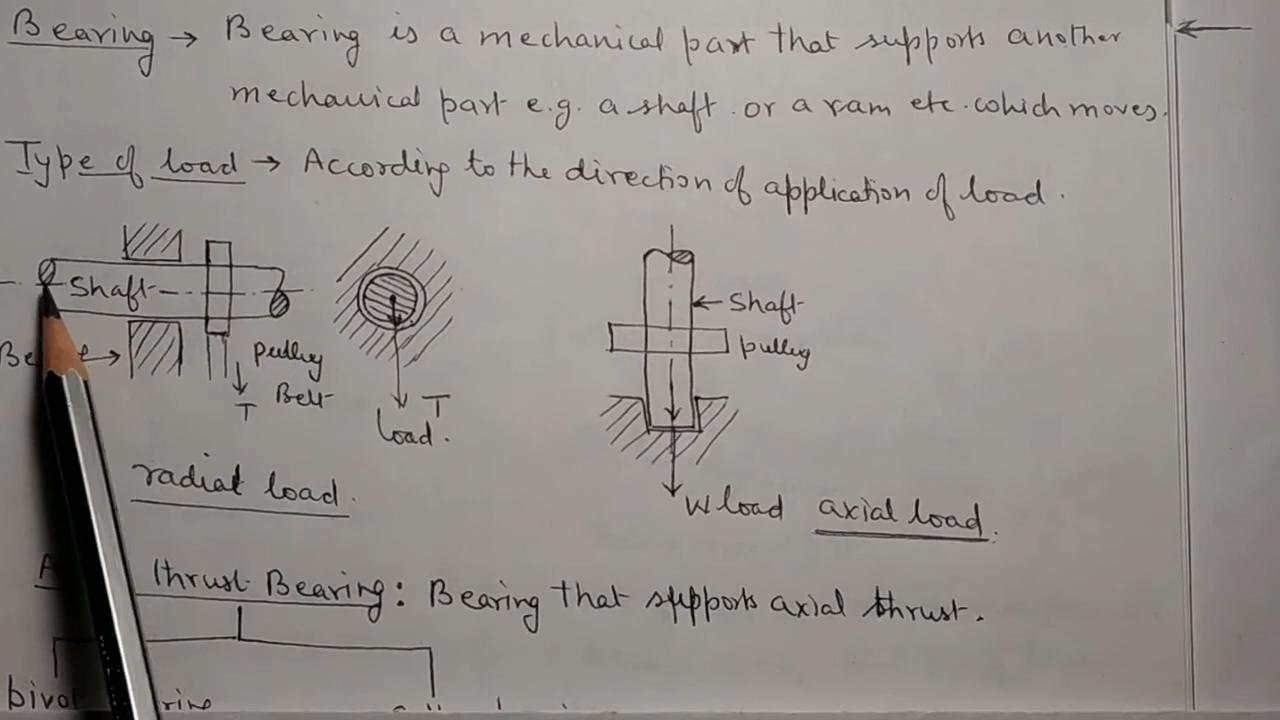 Bearing → Bearing is a mechanical part that supports another
mechanical part e.g. a shaft or a ram etc. which moves.
Type of load → According to the direction of application of load.
Shaft
pulley
Belt
T
T
load.
radial load.
Shaft
pulley
W load axial load.
thrust Bearing: Bearing that supports axial thrust.